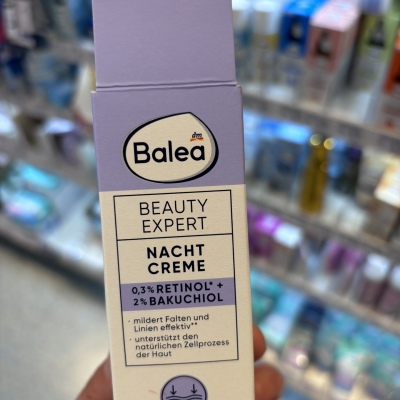 dm
Balea
BEAUTY
EXPERT
NACHT
CREME
0,3% RETINOL* +
2% BAKUCHIOL
· mildert Falten und
Linien effektiv**
· unterstützt den
natürlichen Zellprozess
der Haut